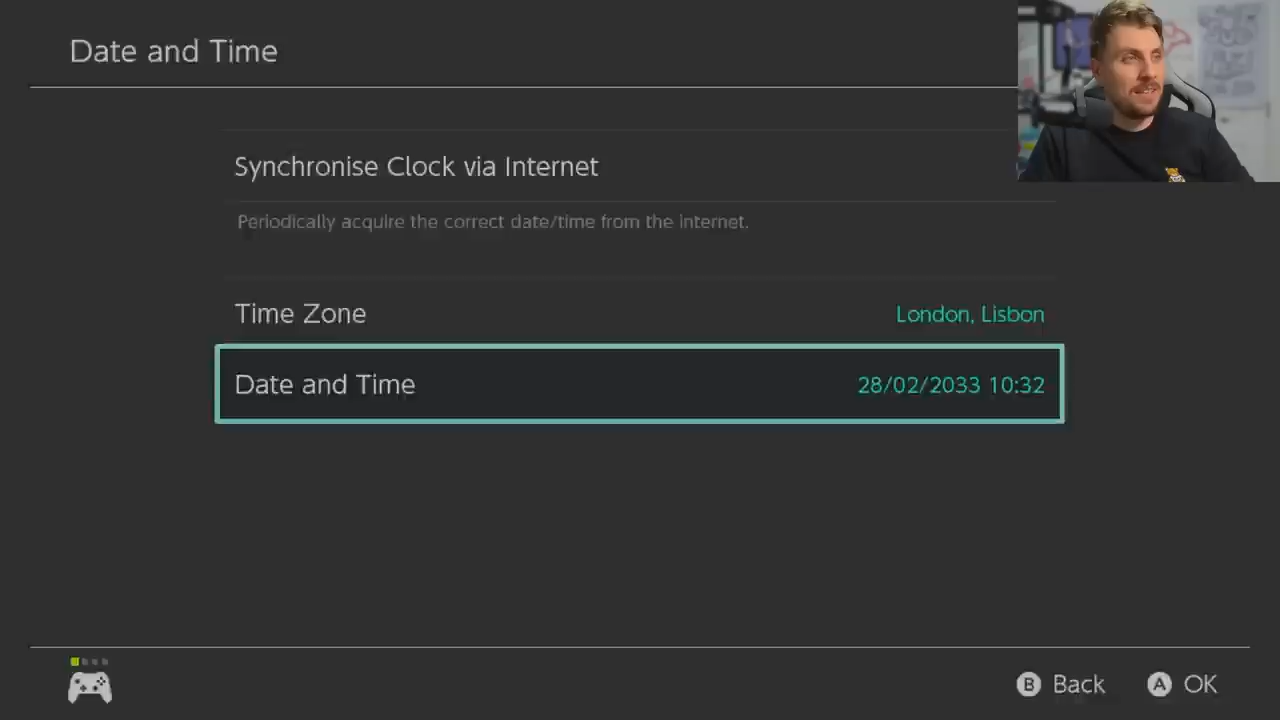 Date and Time
Synchronise Clock via Internet
Periodically acquire the correct date/time from the internet.
Time Zone London, Lisbon
Date and Time 28/02/2033 10:32
B Back A OK